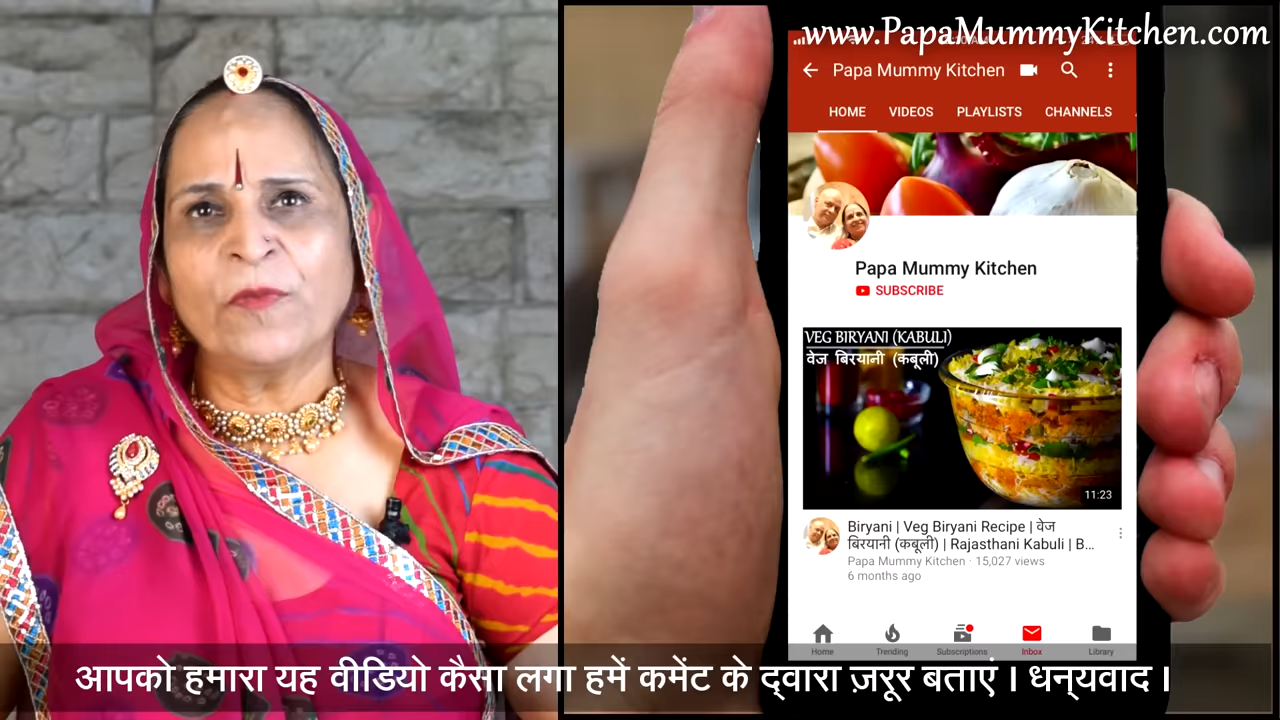 www.PapaMummyKitchen.com
Papa Mummy Kitchen
HOME VIDEOS PLAYLISTS CHANNELS
Papa Mummy Kitchen
SUBSCRIBE
VEG BIRYANI (KABULI)
वेज बिरयानी (कबूली)
11:23
Biryani | Veg Biryani Recipe | वेज
बिरयानी (कबूली) | Rajasthani Kabuli | B...
Papa Mummy Kitchen · 15,027 views
6 months ago
Home Trending Subscriptions Inbox Library
आपको हमारा यह वीडियो कैसा लगा हमें कमेंट के द्वारा ज़रूर बताएं । धन्यवाद ।